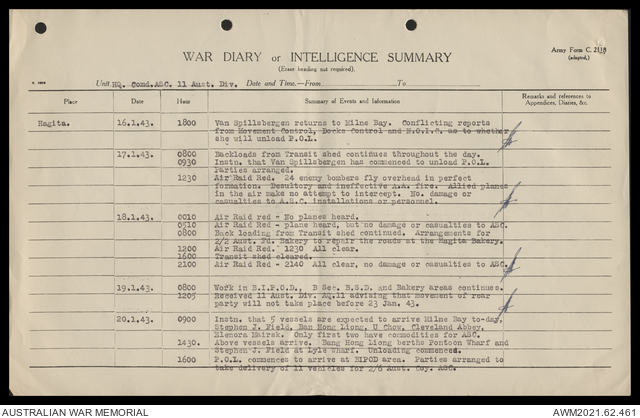 Army Form C. 2118
(adapted.)
WAR DIARY or INTELLIGENCE SUMMARY
(Erase heading not required).
Unit HQ. Comd.ASC. 11 Aust. Div. Date and Time.—From To
Place Date Hour Summary of Events and Information Remarks and references to Appendices, Diaries, &c.
Hagita. 16.1.43. 1800 Van Spillsbergen returns to Milne Bay. Conflicting reports
from Movement Control, Docks Control and N.O.I.C. as to whether
she will unload P.O.L.
17.1.43. 0800 Backloads from Transit shed continues throughout the day.
0930 Instn. that Van Spillsbergen has commenced to unload P.O.L.
Parties arranged.
1230 Air Raid Red. 24 enemy bombers fly overhead in perfect
formation. Desultory and ineffective A.A. fire. Allied planes
in the air make no attempt to intercept. No. damage or
casualties to A.S.C. installations or personnel.
18.1.43. 0010 Air Raid red - No planes heard.
0510 Air Raid Red - plane heard, but no damage or casualties to ASC.
0800 Back loading from Transit shed continued. Arrangements for
2/2 Aust. Fd. Bakery to repair the roads at the Hagita Bakery.
1200 Air Raid Red. 1230 All clear.
1600 Transit shed cleared.
2100 Air Raid Red - 2140 All clear, no damage or casualties to ASC.
19.1.43. 0800 Work in B.I.P.O.D., B Sec. B.S.D. and Bakery areas continues.
1205 Received 11 Aust. Div. AQ.11 advising that movement of rear
party will not take place before 23 Jan. 43.
20.1.43. 0900 Instn. that 5 vessels are expected to arrive Milne Bay to-day,
Stephen J. Field, Ban Hong Liong, U Chow, Cleveland Abbey,
Elenora Mairsk. Only first two have commodities for ASC.
1430. Above vessels arrive. Bang Hong Liong berths Pontoon Wharf and
Stephen J. Field at Lyle Wharf. Unloading commenced.
1600 P.O.L. commences to arrive at BIPOD area. Parties arranged to
take delivery of 11 vehicles for 2/6 Aust. Coy. ASC.
AUSTRALIAN WAR MEMORIAL AWM2021.62.461